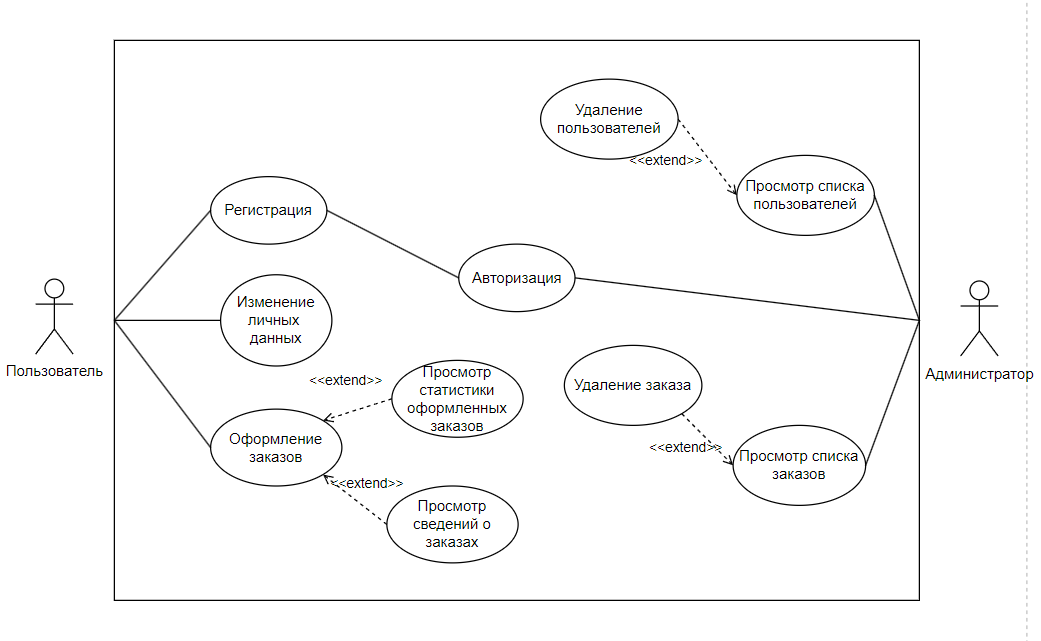 Удаление
пользователей
<<extend>>
Просмотр списка
пользователей
Регистрация
Авторизация
Изменение
личных
данных
Пользователь
Администратор
<<extend>>
Просмотр
статистики
оформленных
заказов
Удаление заказа
Оформление
заказов
<<extend>>
Просмотр списка
заказов
<<extend>>
Просмотр
сведений о
заказах